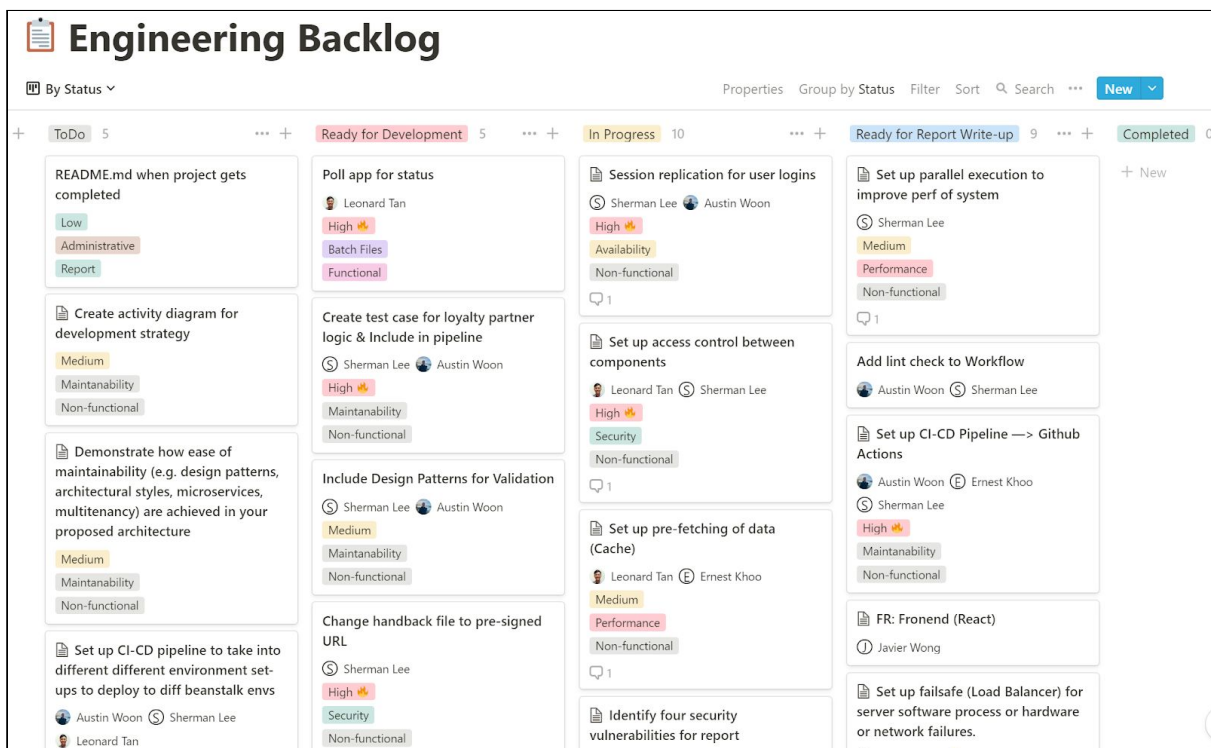 Engineering Backlog
By Status
Properties Group by Status Filter Sort Search ••• New
ToDo 5
README.md when project gets
completed
Low
Administrative
Report
Create activity diagram for
development strategy
Medium
Maintanability
Non-functional
Demonstrate how ease of
maintainability (e.g. design patterns,
architectural styles, microservices,
multitenancy) are achieved in your
proposed architecture
Medium
Maintanability
Non-functional
Set up CI-CD pipeline to take into
different different environment set-
ups to deploy to diff beanstalk envs
Austin Woon S Sherman Lee
Leonard Tan
Ready for Development 5
Poll app for status
Leonard Tan
High 🔥
Batch Files
Functional
Create test case for loyalty partner
logic & Include in pipeline
S Sherman Lee Austin Woon
High 🔥
Maintanability
Non-functional
Include Design Patterns for Validation
S Sherman Lee Austin Woon
Medium
Maintanability
Non-functional
Change handback file to pre-signed
URL
S Sherman Lee
High 🔥
Security
Non-functional
In Progress 10
Session replication for user logins
S Sherman Lee Austin Woon
High 🔥
Availability
Non-functional
1
Set up access control between
components
Leonard Tan S Sherman Lee
High 🔥
Security
Non-functional
1
Set up pre-fetching of data
(Cache)
Leonard Tan E Ernest Khoo
Medium
Performance
Non-functional
1
Identify four security
vulnerabilities for report
Ready for Report Write-up 9
Set up parallel execution to
improve perf of system
S Sherman Lee
Medium
Performance
Non-functional
1
Add lint check to Workflow
Austin Woon S Sherman Lee
Set up CI-CD Pipeline —> Github
Actions
Austin Woon E Ernest Khoo
S Sherman Lee
High 🔥
Maintanability
Non-functional
FR: Fronend (React)
J Javier Wong
Set up failsafe (Load Balancer) for
server software process or hardware
or network failures.
Completed 0
+ New